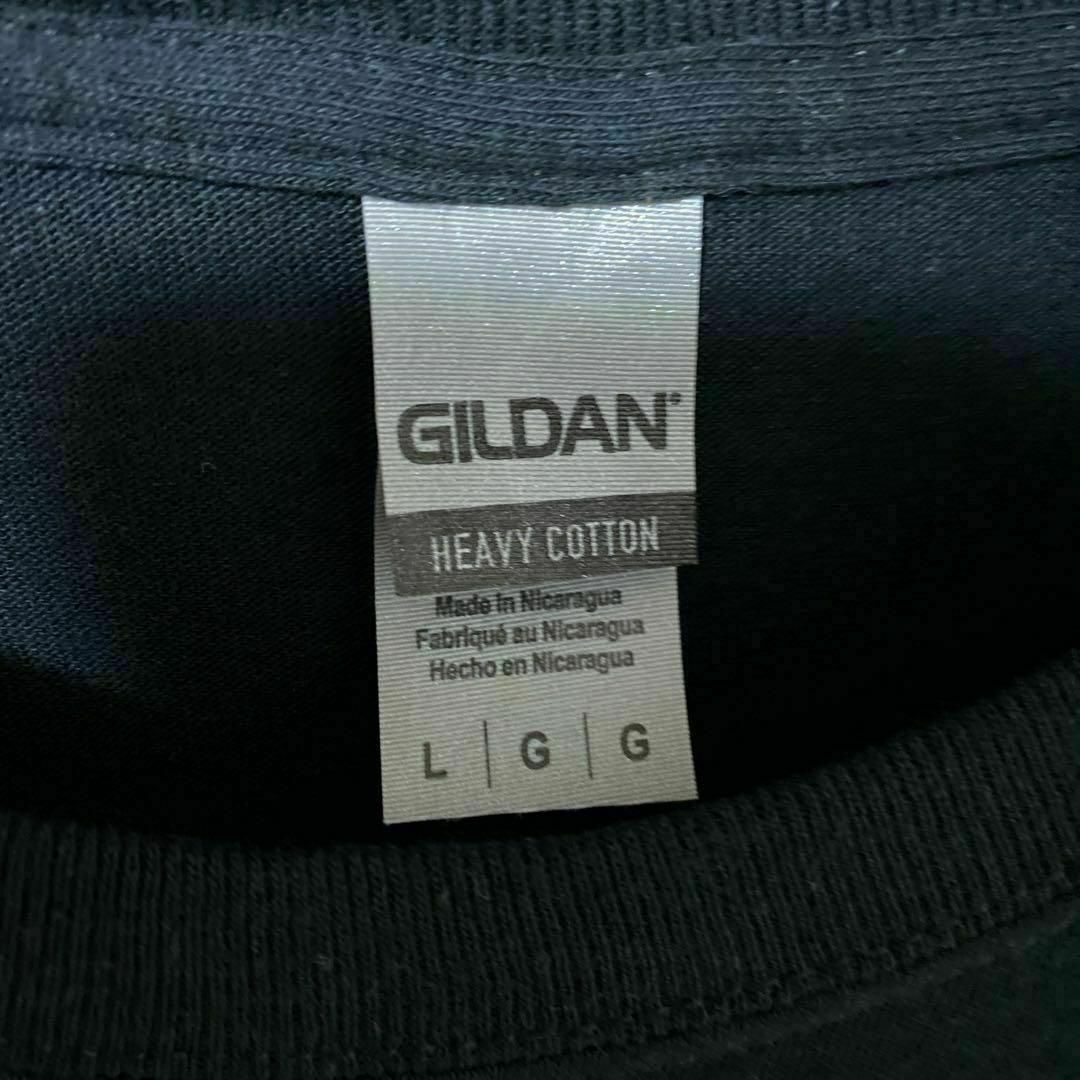 GILDAN
HEAVY COTTON
Made in Nicaragua
Fabriqué au Nicaragua
Hecho en Nicaragua
L | G | G